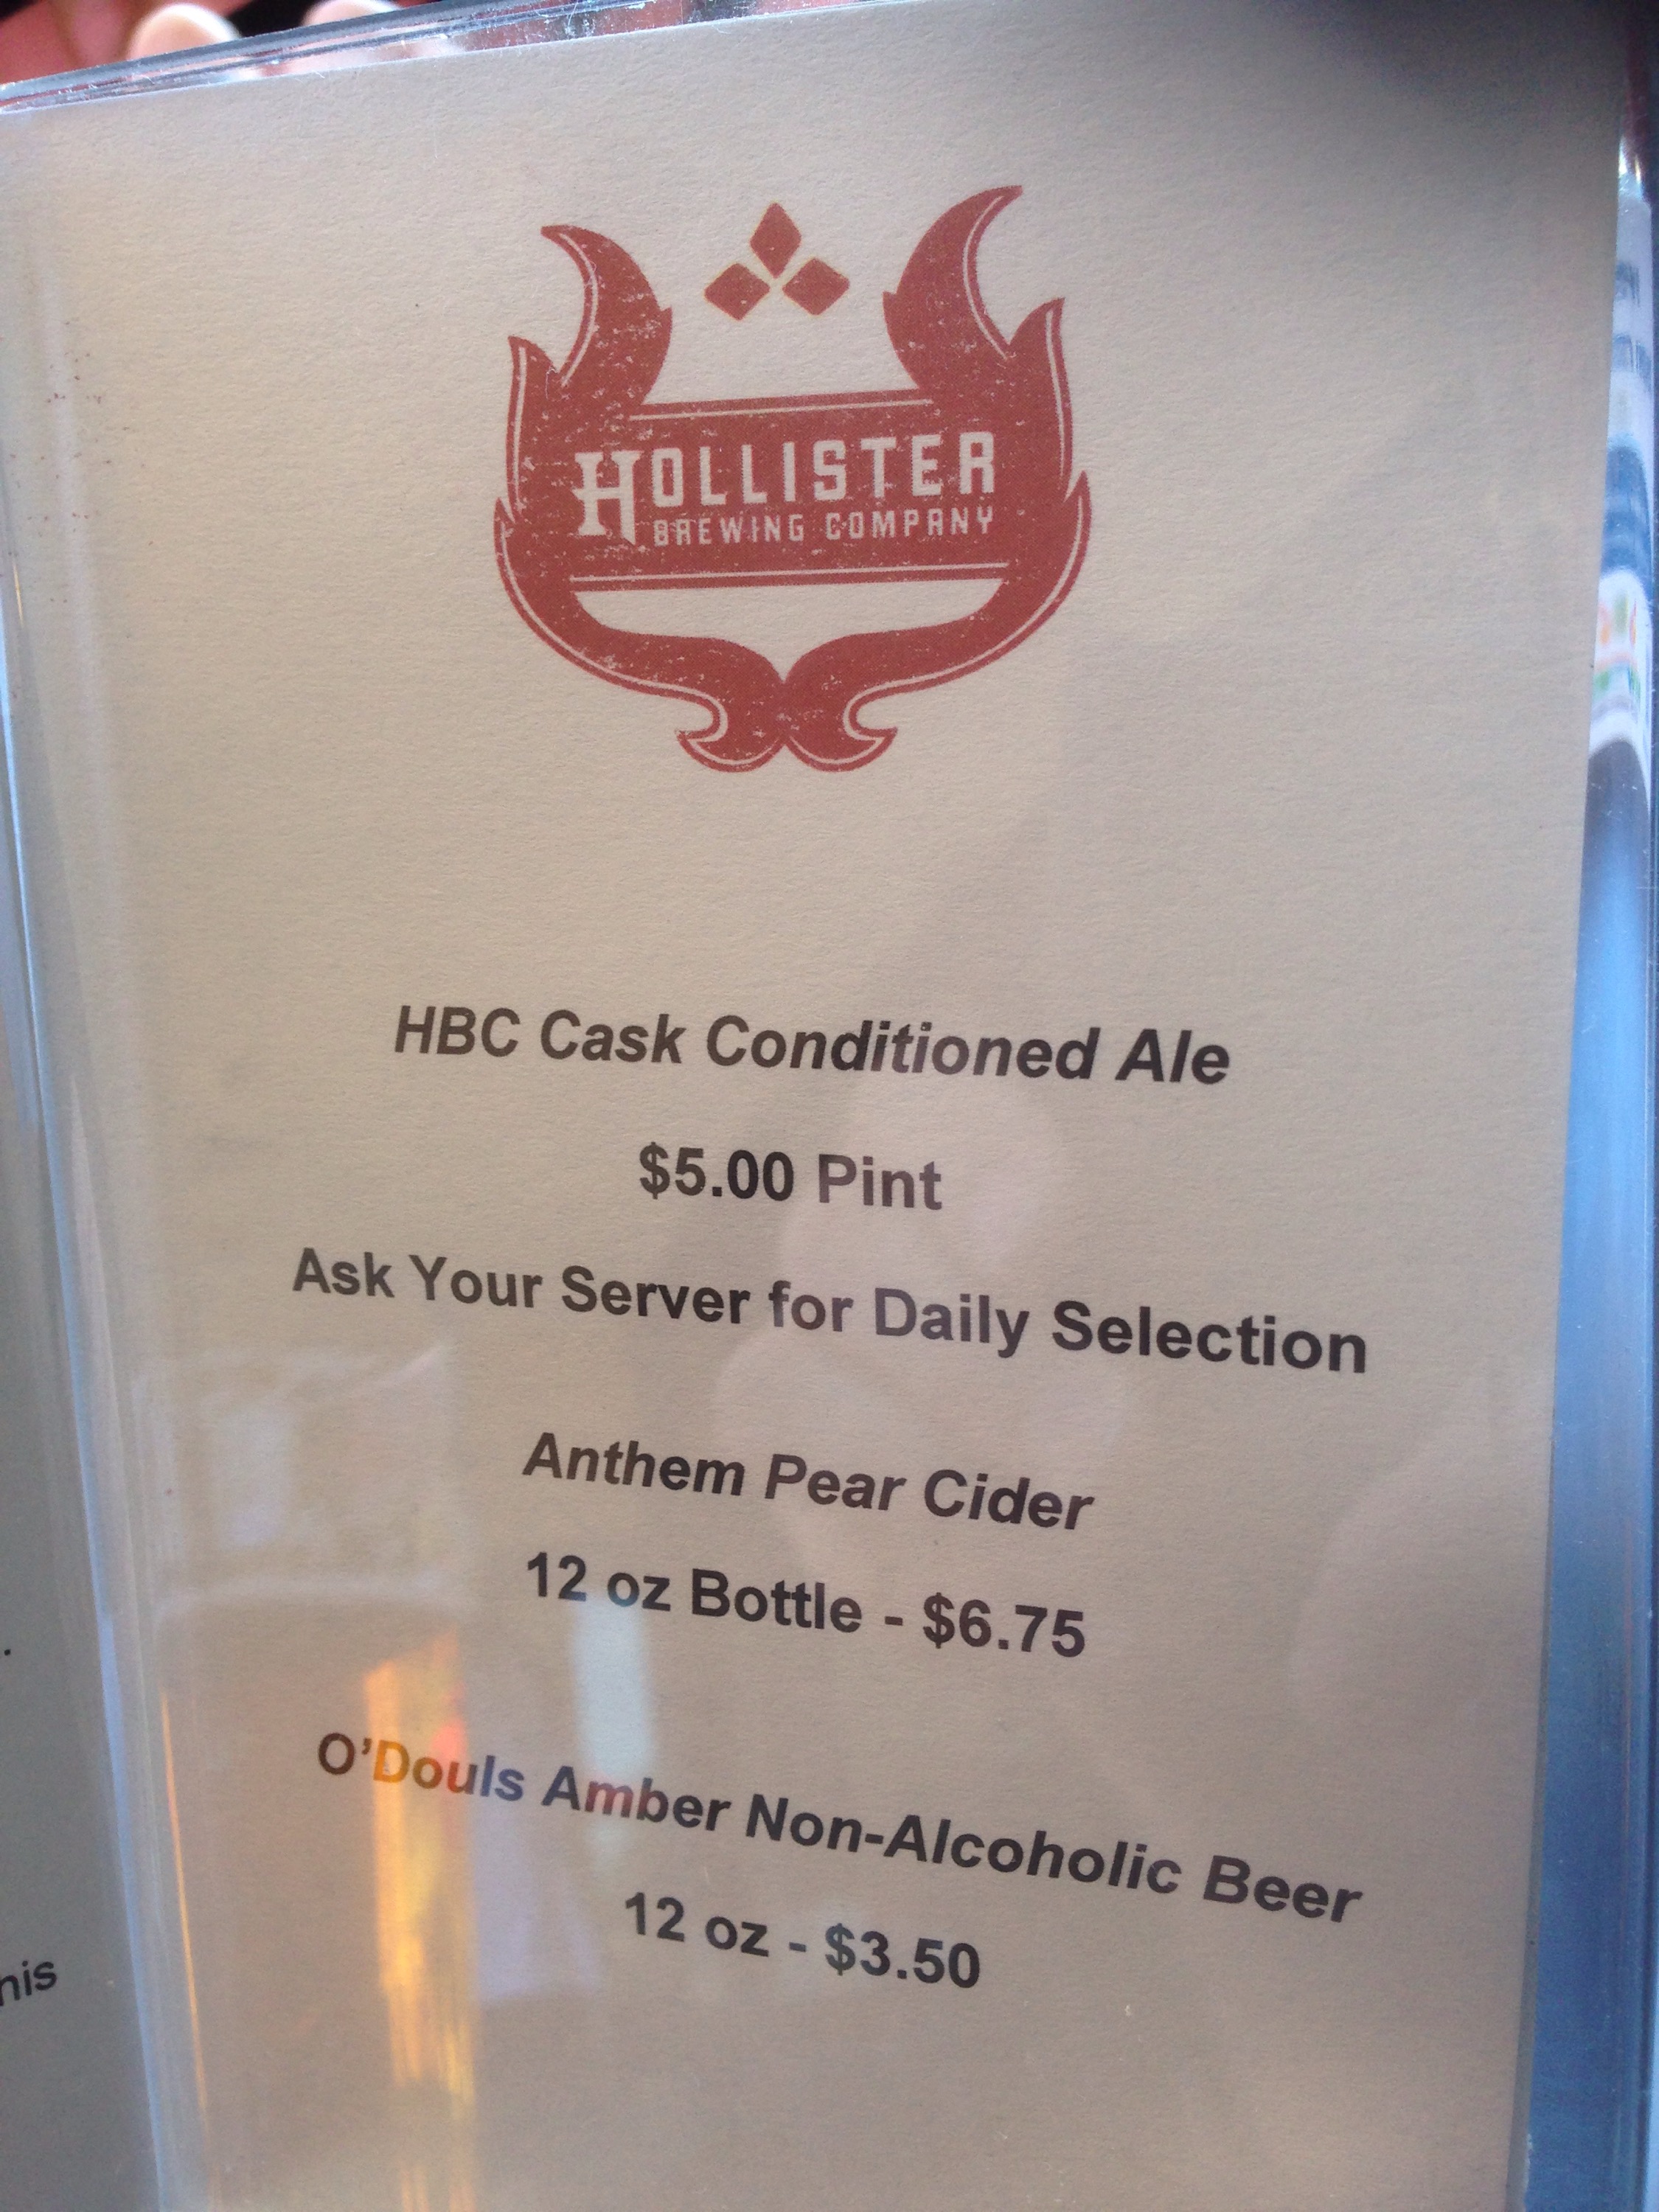 HOLLISTER
BREWING COMPANY
HBC Cask Conditioned Ale
$5.00 Pint
Ask Your Server for Daily Selection
Anthem Pear Cider
12 oz Bottle - $6.75
O'Douls Amber Non-Alcoholic Beer
12 oz - $3.50